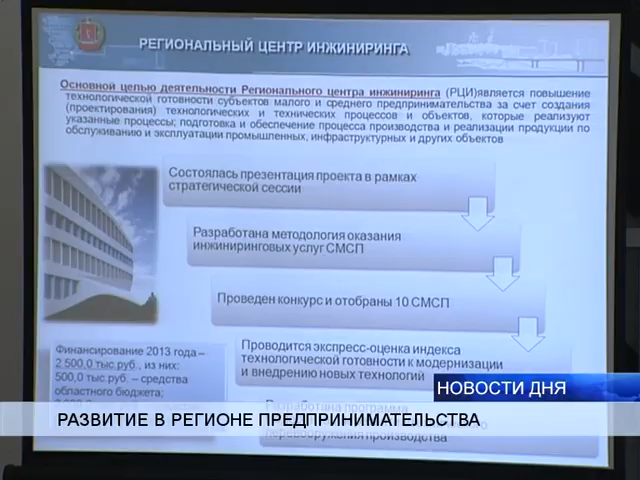 РЕГИОНАЛЬНЫЙ ЦЕНТР ИНЖИНИРИНГА
Основной целью деятельности Регионального центра инжиниринга (РЦИ)является повышение
технологической готовности субъектов малого и среднего предпринимательства за счет создания
(проектирования) технологических и технических процессов и объектов, которые реализуют
указанные процессы; подготовка и обеспечение процесса производства и реализации продукции по
обслуживанию и эксплуатации промышленных, инфраструктурных и других объектов
Состоялась презентация проекта в рамках
стратегической сессии
Разработана методология оказания
инжиниринговых услуг СМСП
Проведен конкурс и отобраны 10 СМСП
Проводится экспресс-оценка индекса
технологической готовности к модернизации
и внедрению новых технологий
Финансирование 2013 года –
2 500,0 тыс.руб., из них:
500,0 тыс.руб. – средства
областного бюджета;
Разработана программа
перевооружения производства
НОВОСТИ ДНЯ
РАЗВИТИЕ В РЕГИОНЕ ПРЕДПРИНИМАТЕЛЬСТВА